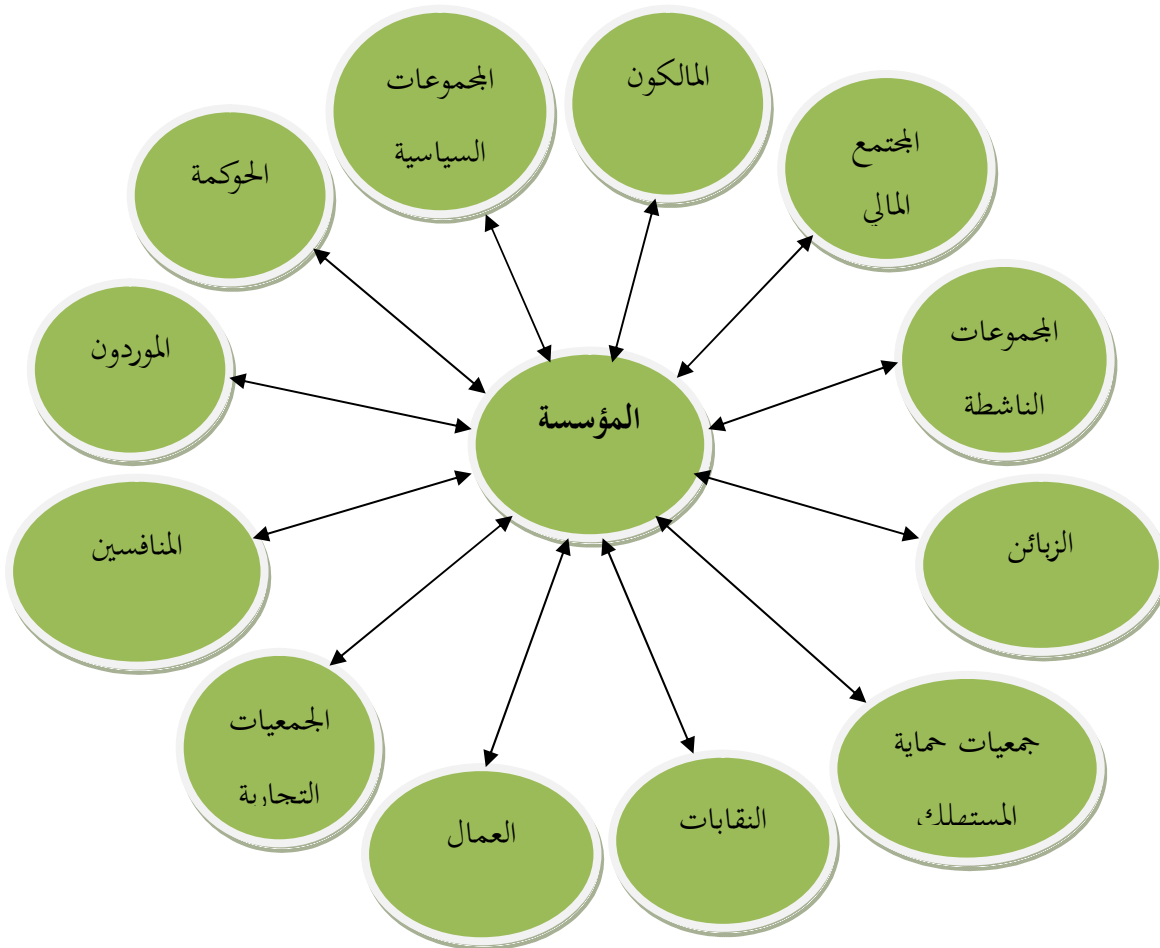 المالكون
المجموعات
السياسية
المجتمع
المالي
الحوكمة
المجموعات
الناشطة
الموردون
المؤسسة
الزبائن
المنافسين
جمعيات حماية
المستهلك
الجمعيات
التجارية
النقابات
العمال